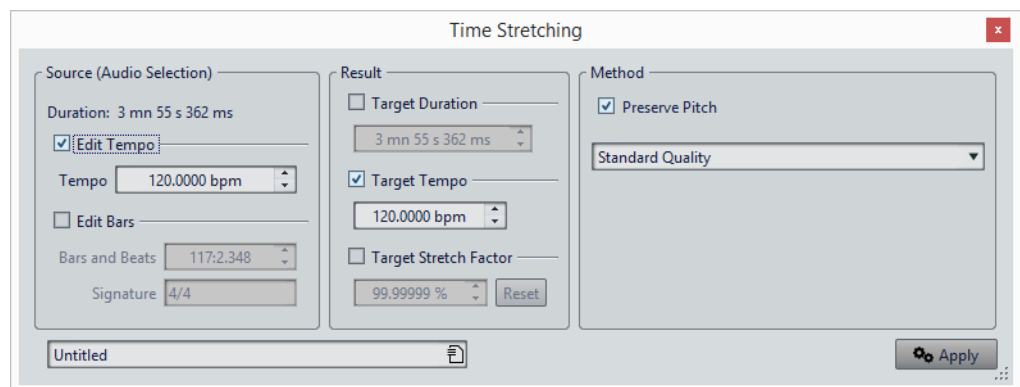 Time Stretching
x
Source (Audio Selection)
Duration: 3 mn 55 s 362 ms
Edit Tempo
Tempo 120.0000 bpm
Edit Bars
Bars and Beats 117:2.348
Signature 4/4
Result
Target Duration
3 mn 55 s 362 ms
Target Tempo
120.0000 bpm
Target Stretch Factor
99.99999 % Reset
Method
Preserve Pitch
Standard Quality
Untitled
Apply